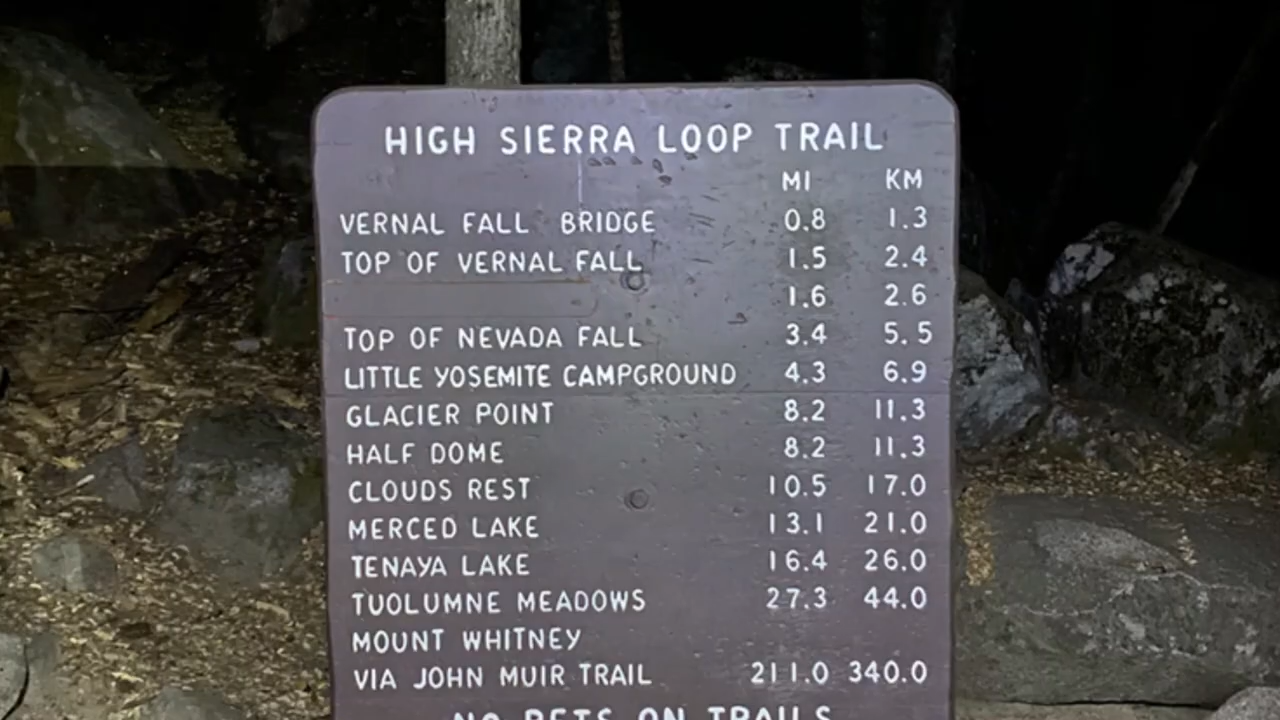 HIGH SIERRA LOOP TRAIL
MI KM
VERNAL FALL BRIDGE 0.8 1.3
TOP OF VERNAL FALL 1.5 2.4
1.6 2.6
TOP OF NEVADA FALL 3.4 5.5
LITTLE YOSEMITE CAMPGROUND 4.3 6.9
GLACIER POINT 8.2 11.3
HALF DOME 8.2 11.3
CLOUDS REST 10.5 17.0
MERCED LAKE 13.1 21.0
TENAYA LAKE 16.4 26.0
TUOLUMNE MEADOWS 27.3 44.0
MOUNT WHITNEY
VIA JOHN MUIR TRAIL 211.0 340.0
NO PETS ON TRAILS